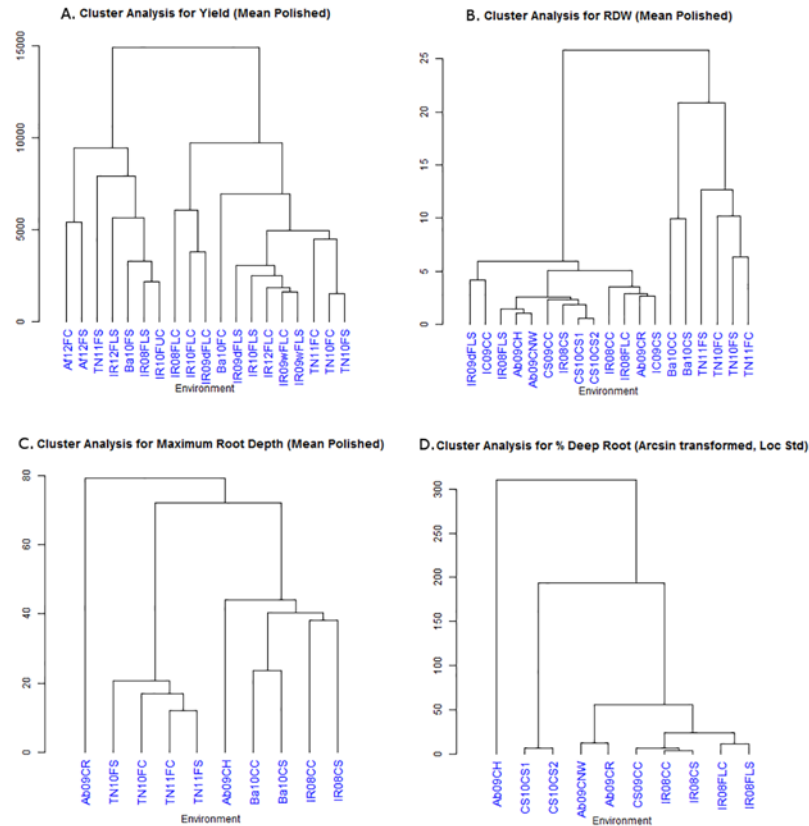 A. Cluster Analysis for Yield (Mean Polished)
15000
10000
5000
0
Af12FC
Af12FS
TN11FS
IR12FLS
Ba10FS
IR08FLS
IR10FUC
IR08FLC
IR10FLC
IR09dFLC
Ba10FC
IR09dFLS
IR10FLS
IR12FLC
IR09wFLC
IR09wFLS
TN11FC
TN10FC
TN10FS
Environment
B. Cluster Analysis for RDW (Mean Polished)
25
20
15
10
5
0
IR09dFLS
IC09CC
IR08FLS
Ab09CH
Ab09CNW
CS09CC
IR08CS
CS10CS1
CS10CS2
IR08CC
IR08FLC
Ab09CR
IC09CS
Ba10CC
Ba10CS
TN11FS
TN10FC
TN10FS
TN11FC
Environment
C. Cluster Analysis for Maximum Root Depth (Mean Polished)
80
60
40
20
0
Ab09CR
TN10FS
TN10FC
TN11FC
TN11FS
Ab09CH
Ba10CC
Ba10CS
IR08CC
IR08CS
Environment
D. Cluster Analysis for % Deep Root (Arcsin transformed, Loc Std)
300
250
200
150
100
50
0
Ab09CH
CS10CS1
CS10CS2
Ab09CNW
Ab09CR
CS09CC
IR08CC
IR08CS
IR08FLC
IR08FLS
Environment